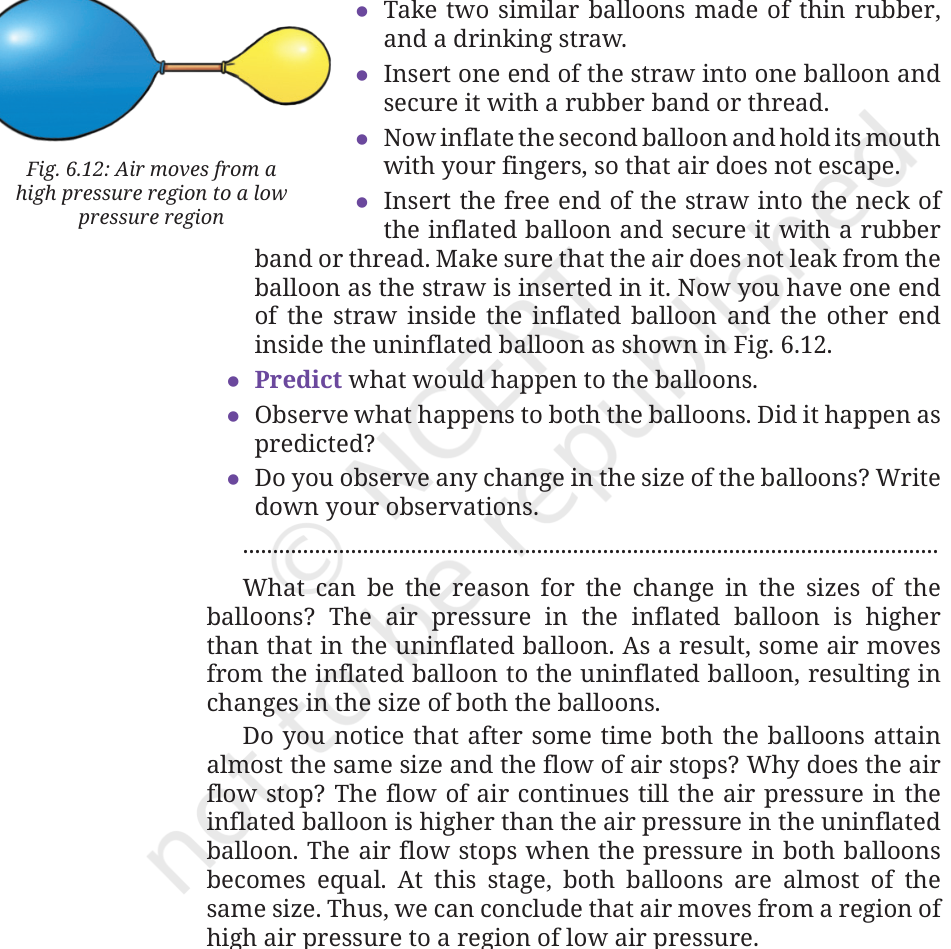 Take two similar balloons made of thin rubber,
and a drinking straw.
Insert one end of the straw into one balloon and
secure it with a rubber band or thread.
Now inflate the second balloon and hold its mouth
with your fingers, so that air does not escape.
Insert the free end of the straw into the neck of
the inflated balloon and secure it with a rubber
band or thread. Make sure that the air does not leak from the
balloon as the straw is inserted in it. Now you have one end
of the straw inside the inflated balloon and the other end
inside the uninflated balloon as shown in Fig. 6.12.
Fig. 6.12: Air moves from a
high pressure region to a low
pressure region
Predict what would happen to the balloons.
Observe what happens to both the balloons. Did it happen as
predicted?
Do you observe any change in the size of the balloons? Write
down your observations.
What can be the reason for the change in the sizes of the
balloons? The air pressure in the inflated balloon is higher
than that in the uninflated balloon. As a result, some air moves
from the inflated balloon to the uninflated balloon, resulting in
changes in the size of both the balloons.
Do you notice that after some time both the balloons attain
almost the same size and the flow of air stops? Why does the air
flow stop? The flow of air continues till the air pressure in the
inflated balloon is higher than the air pressure in the uninflated
balloon. The air flow stops when the pressure in both balloons
becomes equal. At this stage, both balloons are almost of the
same size. Thus, we can conclude that air moves from a region of
high air pressure to a region of low air pressure.
© NCERT
not to be republished